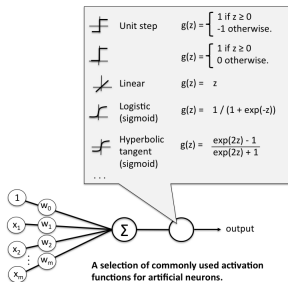 Unit step g(z) = 1 if z ≥ 0
-1 otherwise.
g(z) = 1 if z ≥ 0
0 otherwise.
Linear g(z) = z
Logistic g(z) = 1 / (1 + exp(-z))
(sigmoid)
Hyperbolic g(z) = exp(2z) - 1
tangent exp(2z) + 1
(sigmoid)
. . .
1
w₀
x₁
w₁
x₂
w₂
⋮
xₘ
wₘ
Σ
output
A selection of commonly used activation
functions for artificial neurons.